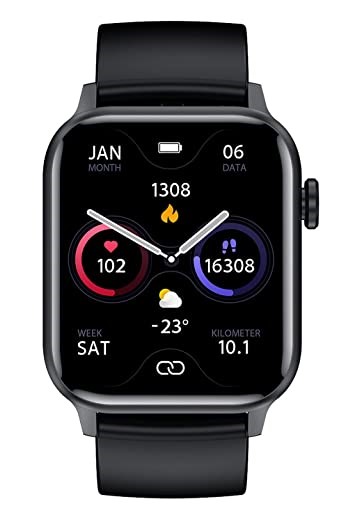 JAN
MONTH
06
DATA
1308
102
16308
-23°
WEEK
SAT
KILOMETER
10.1